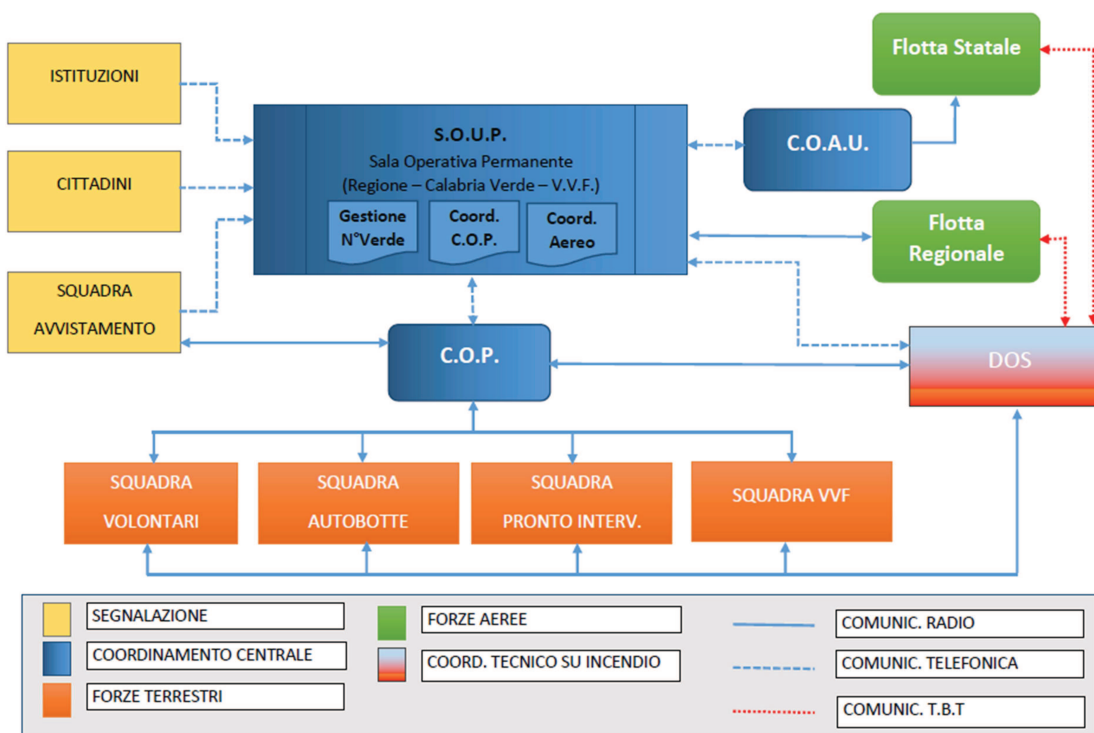 ISTITUZIONI
CITTADINI
SQUADRA
AVVISTAMENTO
S.O.U.P.
Sala Operativa Permanente
(Regione – Calabria Verde – V.V.F.)
Gestione
N°Verde
Coord.
C.O.P.
Coord.
Aereo
C.O.A.U.
Flotta Statale
Flotta
Regionale
C.O.P.
DOS
SQUADRA
VOLONTARI
SQUADRA
AUTOBOTTE
SQUADRA
PRONTO INTERV.
SQUADRA VVF
SEGNALAZIONE
COORDINAMENTO CENTRALE
FORZE TERRESTRI
FORZE AEREE
COORD. TECNICO SU INCENDIO
COMUNIC. RADIO
COMUNIC. TELEFONICA
COMUNIC. T.B.T